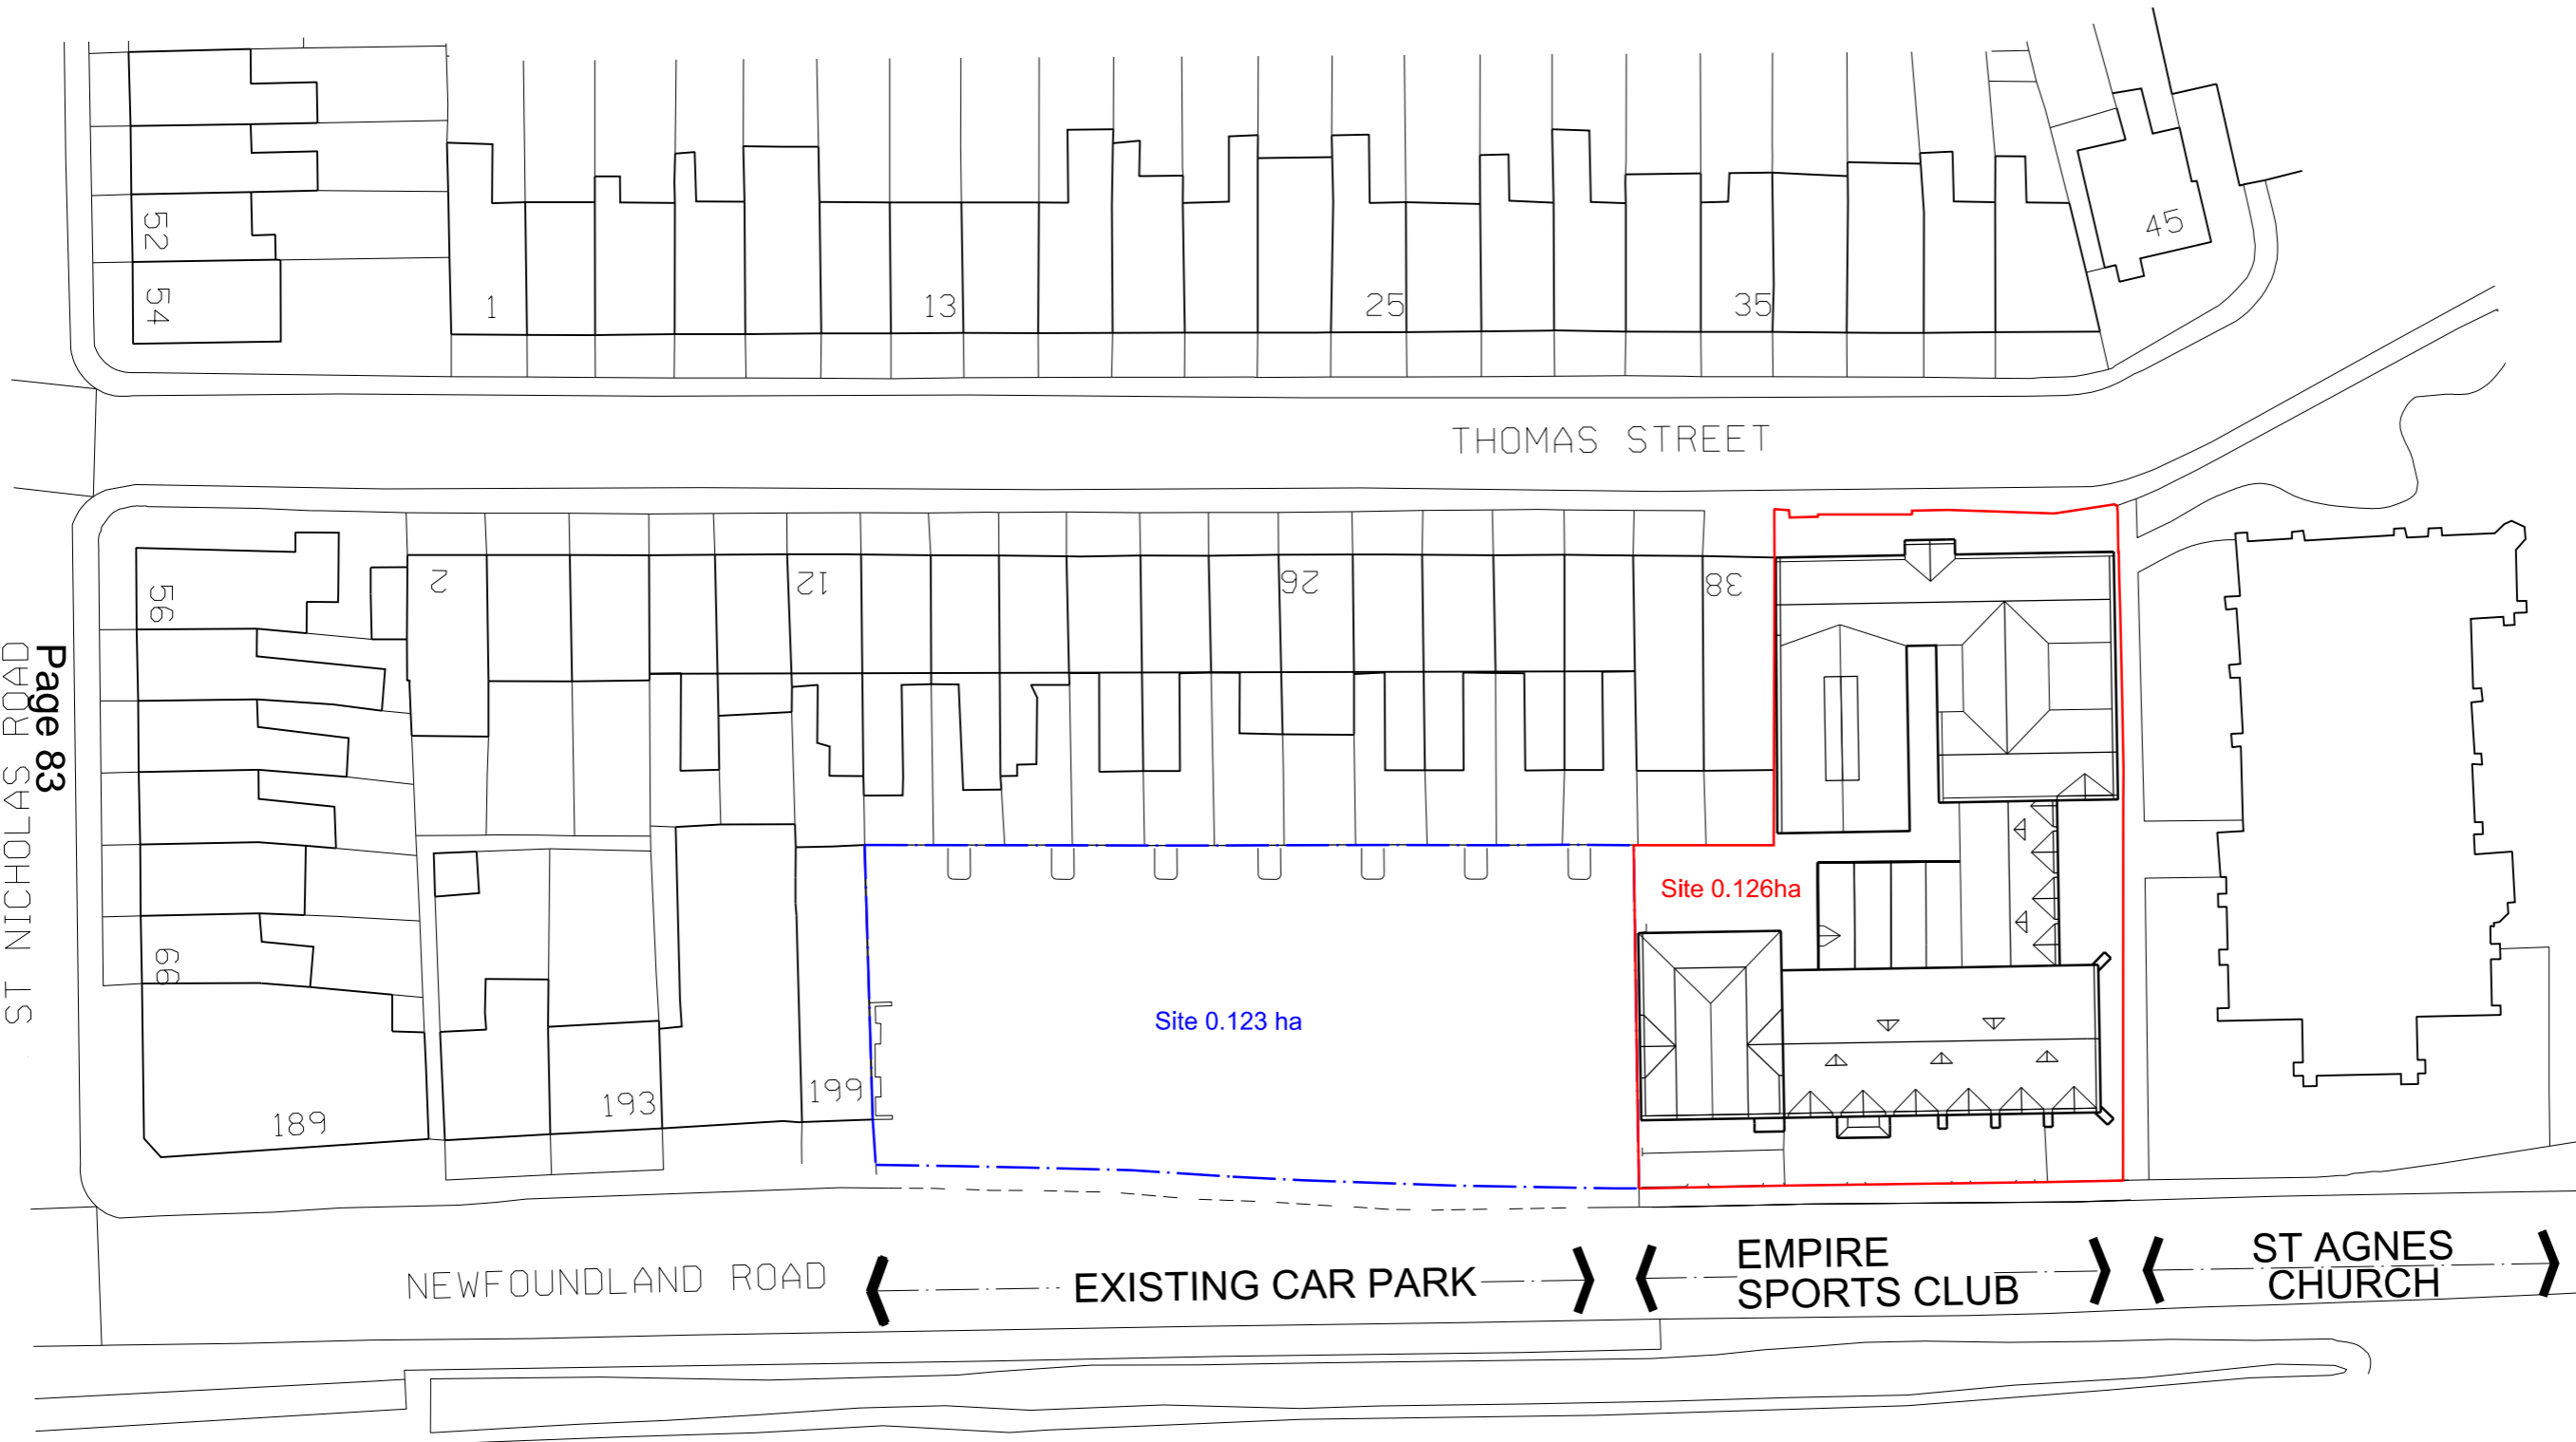 52
54
1
13
25
35
45
THOMAS STREET
56
2
12
26
38
66
ST NICHOLAS ROAD
Page 83
Site 0.126ha
Site 0.123 ha
189
193
199
NEWFOUNDLAND ROAD
EXISTING CAR PARK
EMPIRE
SPORTS CLUB
ST AGNES
CHURCH